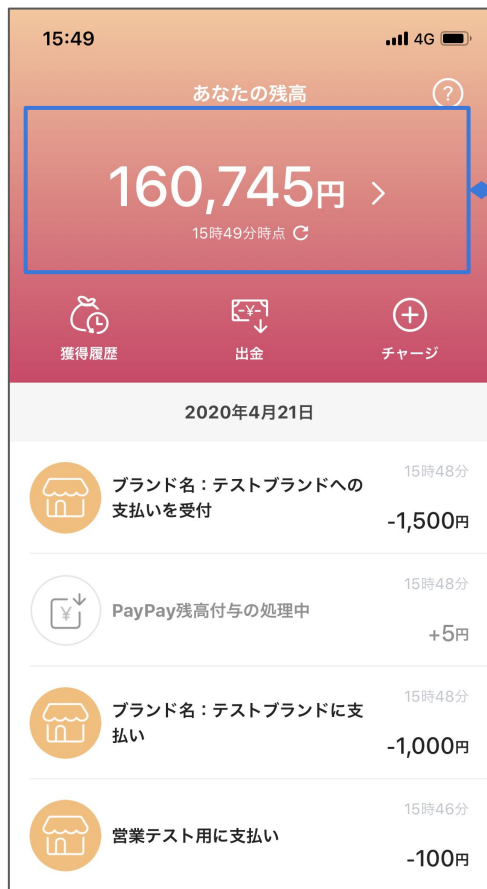 15:49
4G
あなたの残高
?
160,745円
15時49分時点
獲得履歴
出金
チャージ
2020年4月21日
15時48分
ブランド名：テストブランドへの
支払いを受付
-1,500円
15時48分
PayPay残高付与の処理中
+5円
15時48分
ブランド名：テストブランドに支
払い
-1,000円
15時46分
営業テスト用に支払い
-100円